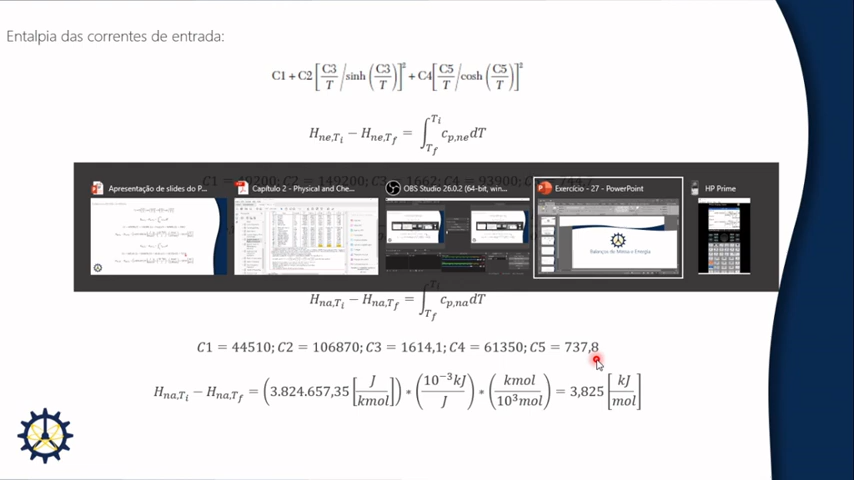 Entalpia das correntes de entrada:
C1 + C2 [C3/T / sinh (C3/T)]² + C4 [C5/T / cosh (C5/T)]²
H_{ne,T_i} − H_{ne,T_f} = ∫_{T_f}^{T_i} c_{p,ne} dT
Apresentação de slides do P...
Capítulo 2 - Physical and Che...
OBS Studio 26.0.2 (64-bit, win...
Exercício - 27 - PowerPoint
HP Prime
Balanços de Massa e Energia
H_{na,T_i} − H_{na,T_f} = ∫_{T_f}^{T_i} c_{p,na} dT
C1 = 44510; C2 = 106870; C3 = 1614,1; C4 = 61350; C5 = 737,8
H_{na,T_i} − H_{na,T_f} = (3.824.657,35 [J/kmol]) ∗ (10⁻³kJ/J) ∗ (kmol/10³mol) = 3,825 [kJ/mol]